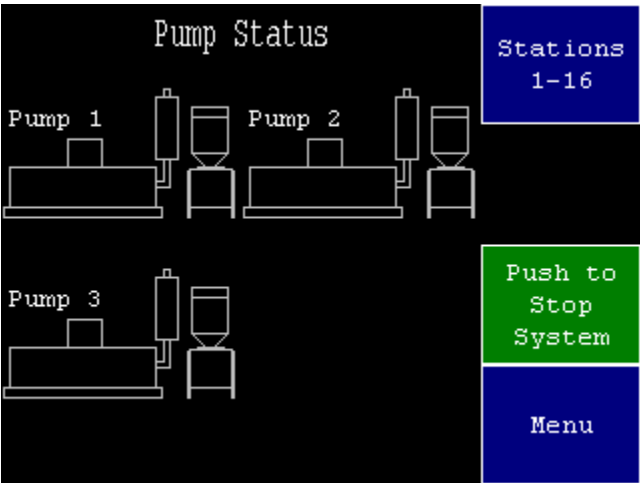 Pump Status
Stations
1-16
Pump 1
Pump 2
Pump 3
Push to
Stop
System
Menu